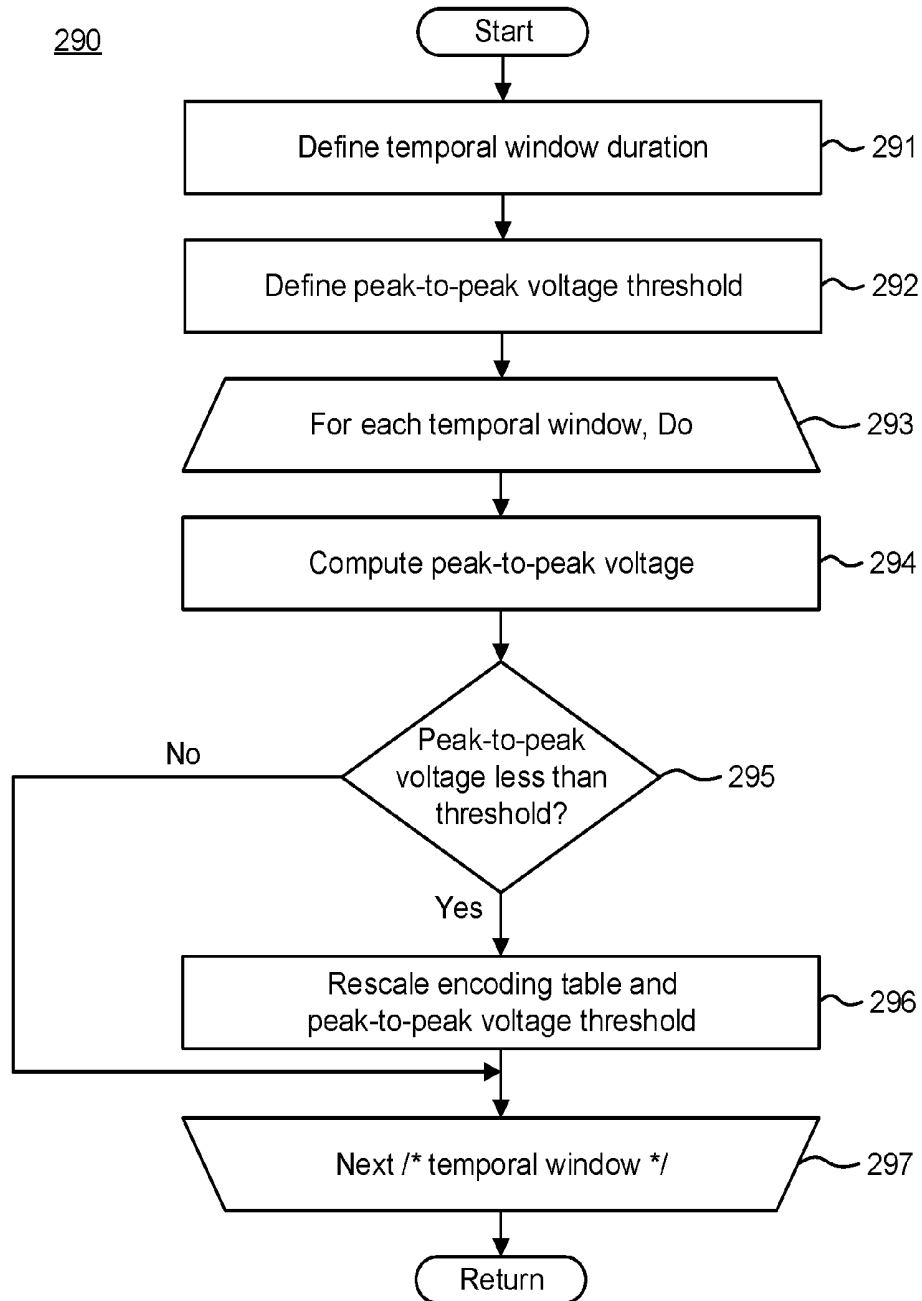 290
Start
Define temporal window duration
291
Define peak-to-peak voltage threshold
292
For each temporal window, Do
293
Compute peak-to-peak voltage
294
Peak-to-peak
voltage less than
threshold?
295
No
Yes
Rescale encoding table and
peak-to-peak voltage threshold
296
Next /* temporal window */
297
Return